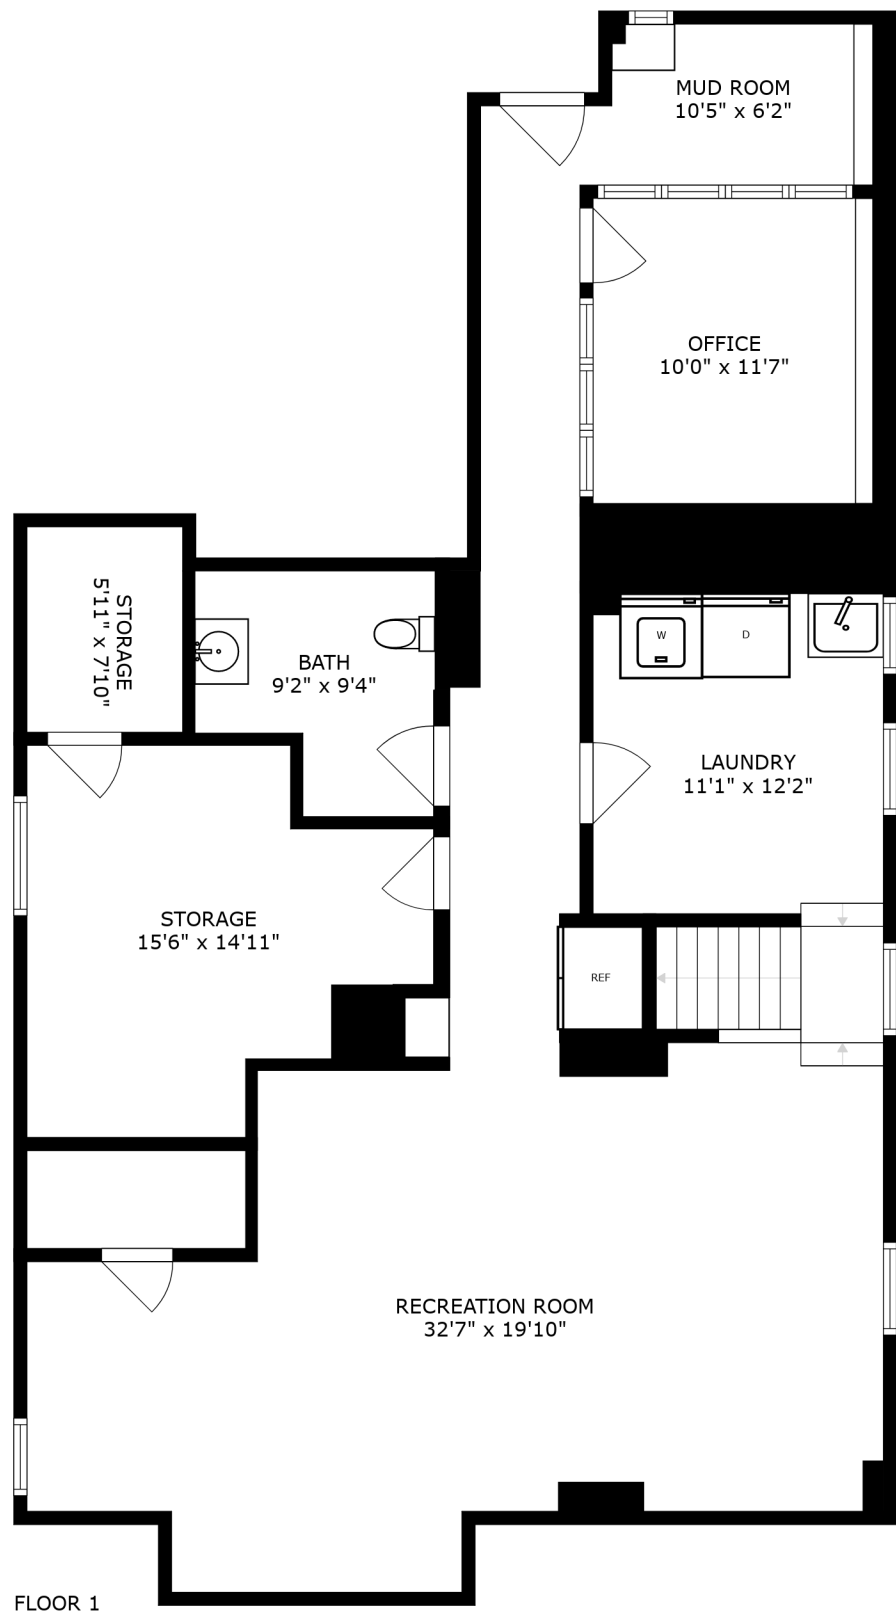 MUD ROOM
10'5" x 6'2"
OFFICE
10'0" x 11'7"
STORAGE
5'11" x 7'10"
BATH
9'2" x 9'4"
W
D
LAUNDRY
11'1" x 12'2"
STORAGE
15'6" x 14'11"
REF
RECREATION ROOM
32'7" x 19'10"
FLOOR 1